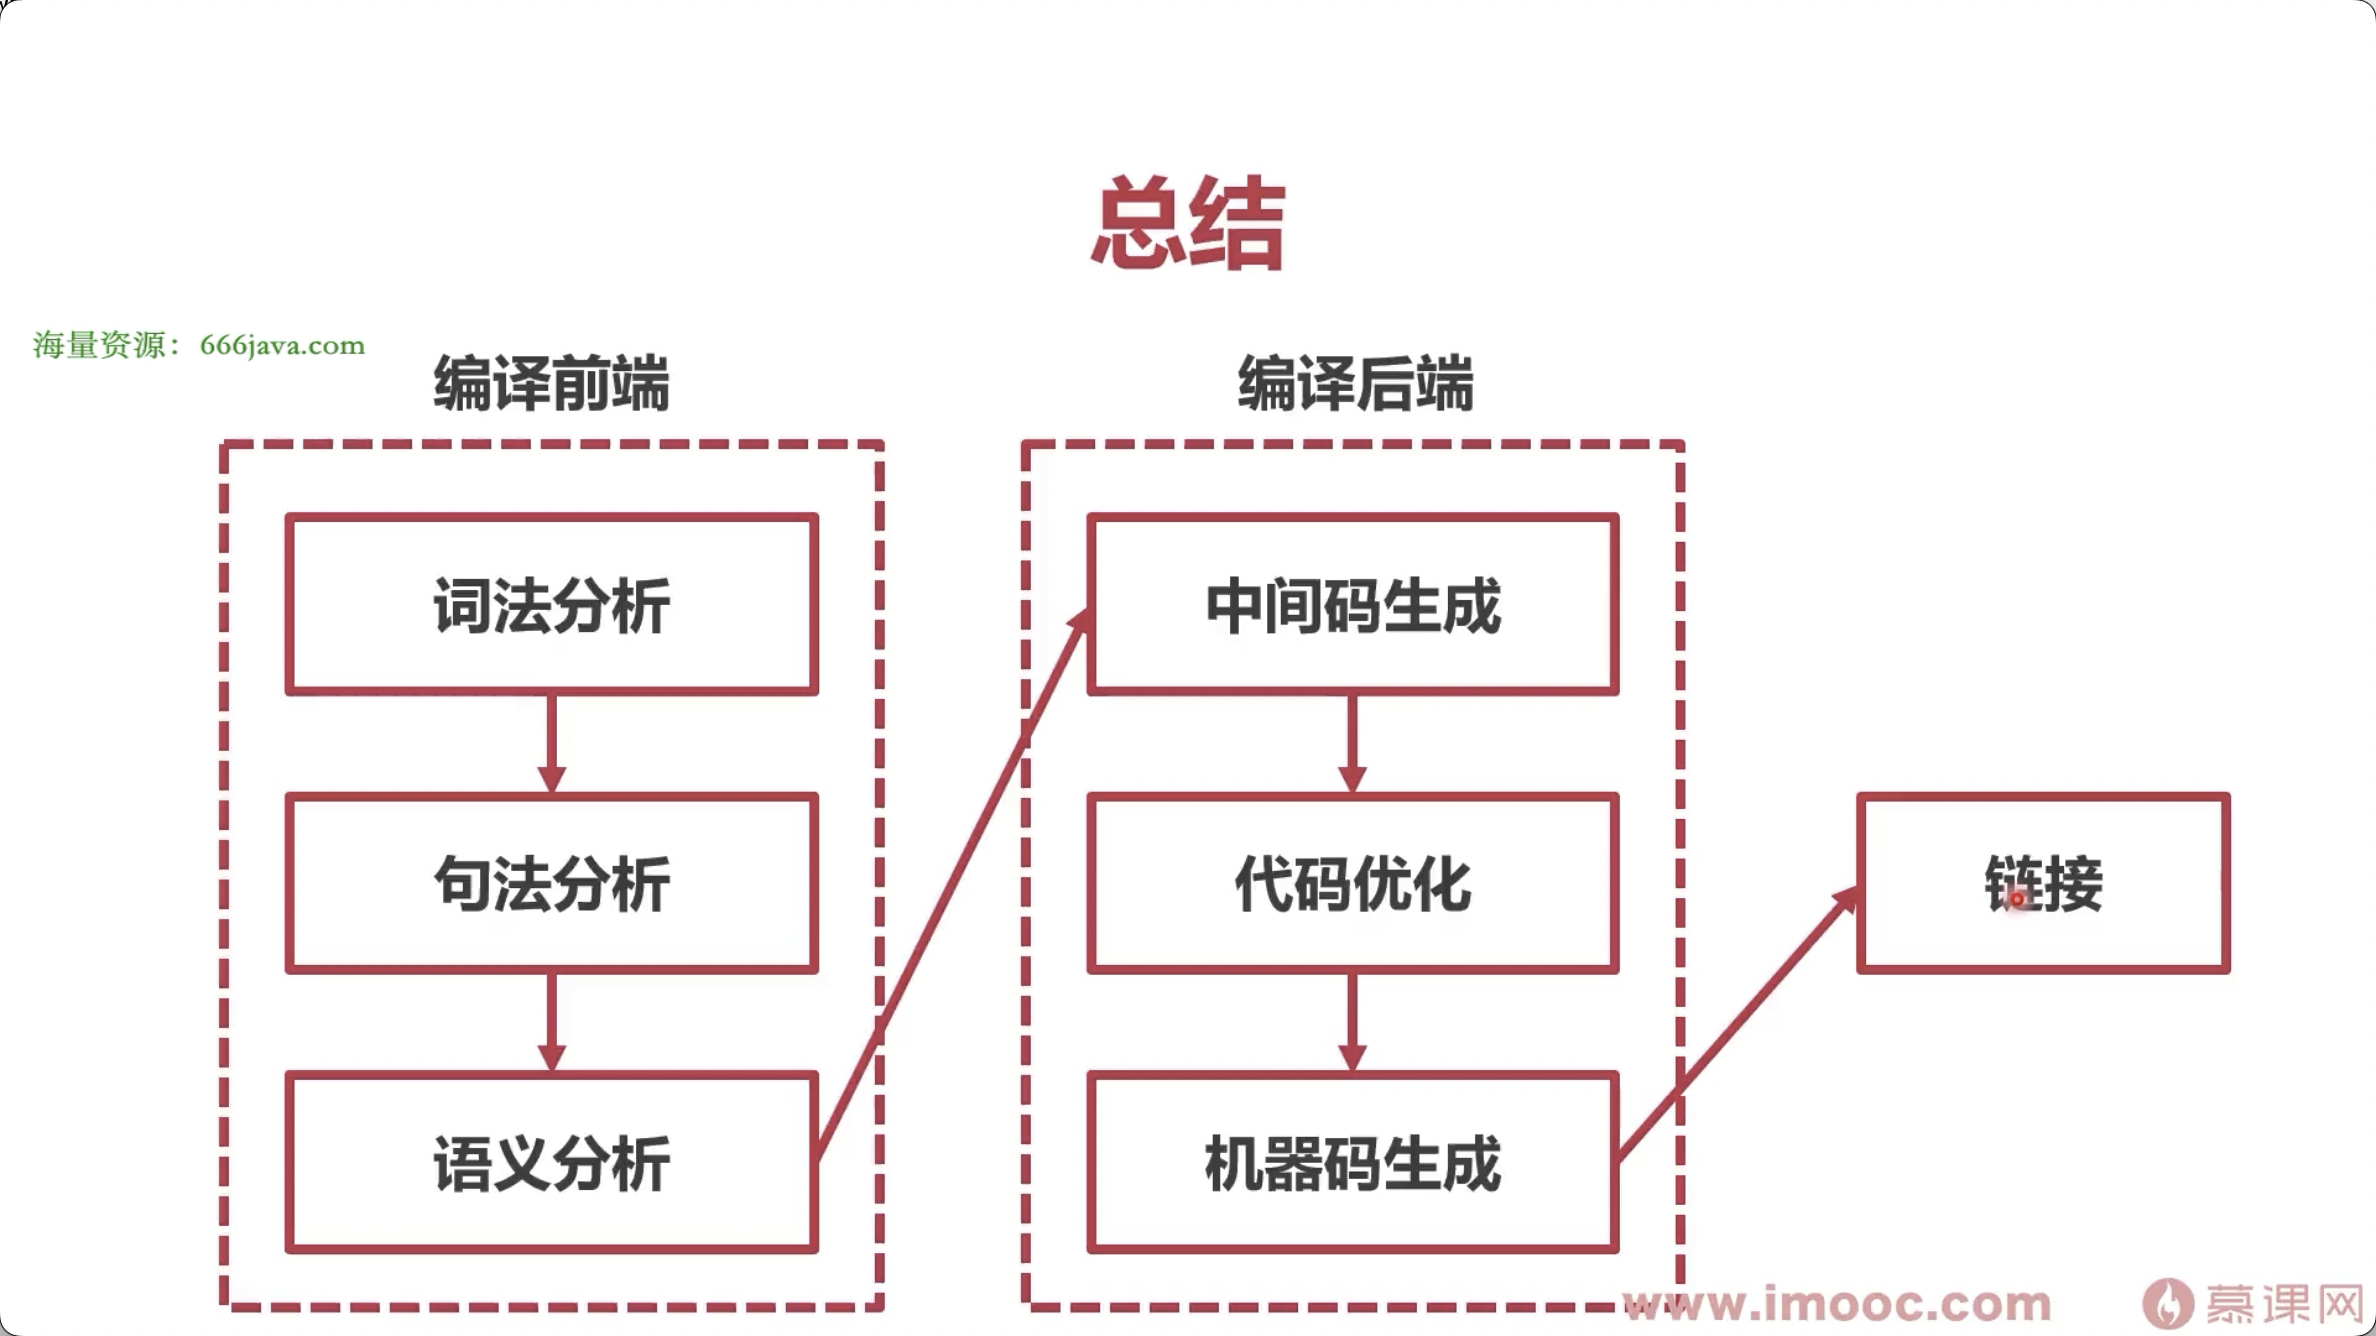 总结
海量资源：666java.com
编译前端
词法分析
句法分析
语义分析
编译后端
中间码生成
代码优化
机器码生成
链接
www.imooc.com
慕课网